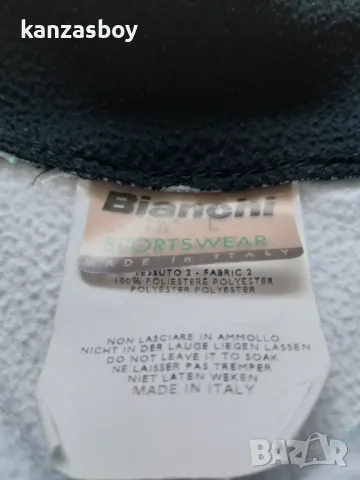 kanzasboy
Bianchi
L
SPORTSWEAR
MADE IN ITALY
TESSUTO 2 - FABRIC 2
100% POLIESTERE POLYESTER
POLYESTER POLYESTER
NON LASCIARE IN AMMOLLO
NICHT IN DER LAUGE LIEGEN LASSEN
DO NOT LEAVE IT TO SOAK
NE LAISSER PAS TREMPER
NIET LATEN WEKEN
MADE IN ITALY
BAZAR
bg